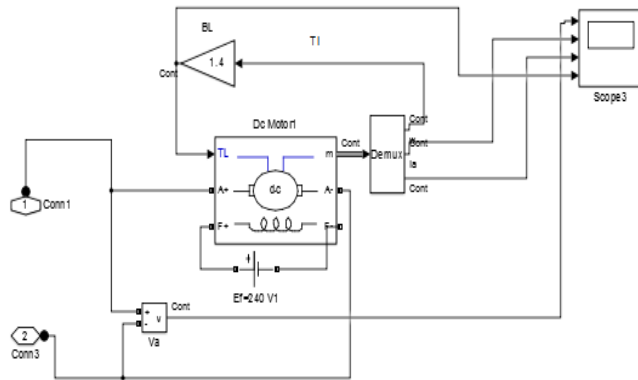 BL
TI
1.4
Cont
Scope3
Dc Motor1
Cont
Cont
TL
m
Demux
Cont
Ia
A+
dc
A-
Cont
1
Conn1
F+
F-
+
Ef=240 V1
+
-
v
Cont
Va
2
Conn3